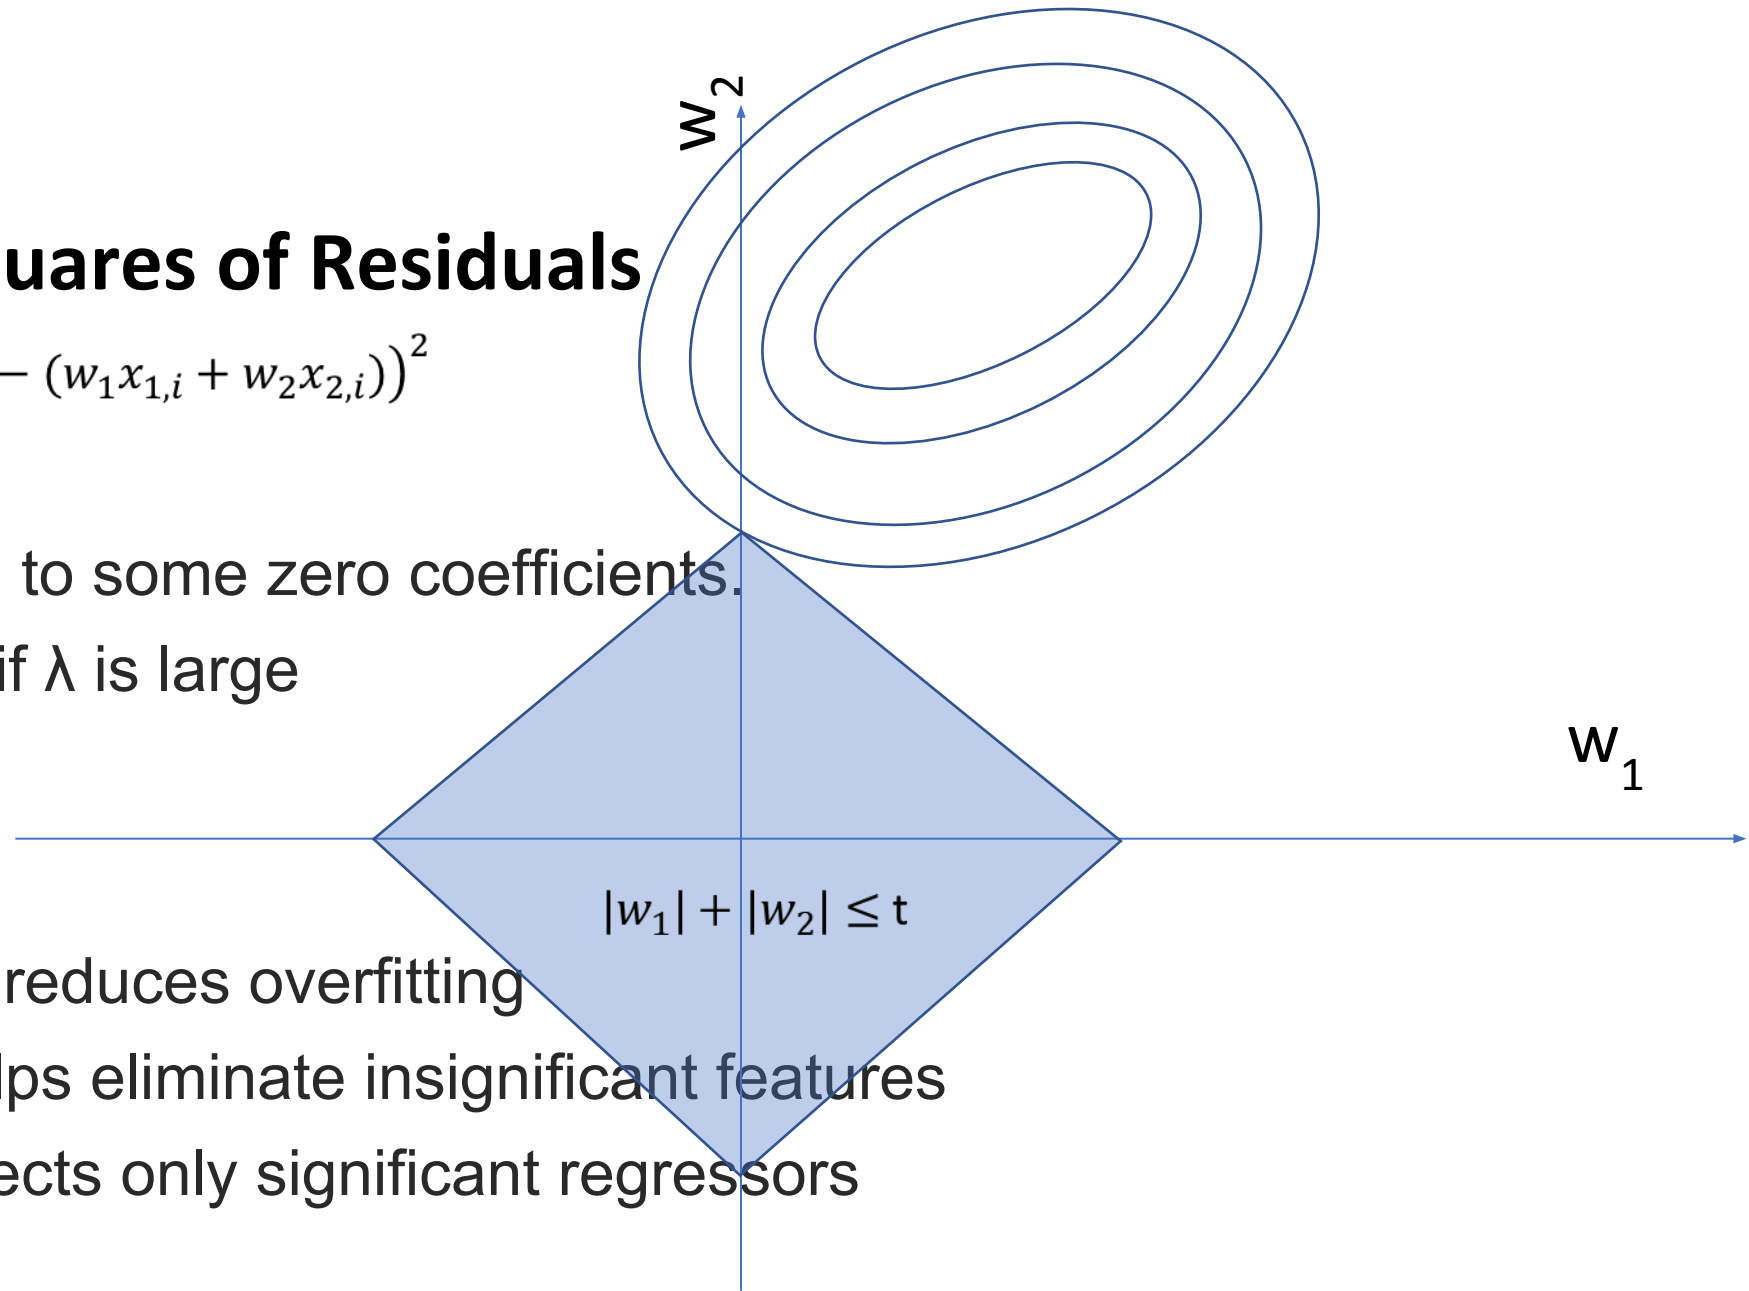 w₂
uares of Residuals
− (w₁x₁,ᵢ + w₂x₂,ᵢ))²
to some zero coefficients.
if λ is large
w₁
|w₁| + |w₂| ≤ t
reduces overfitting
lps eliminate insignificant features
ects only significant regressors